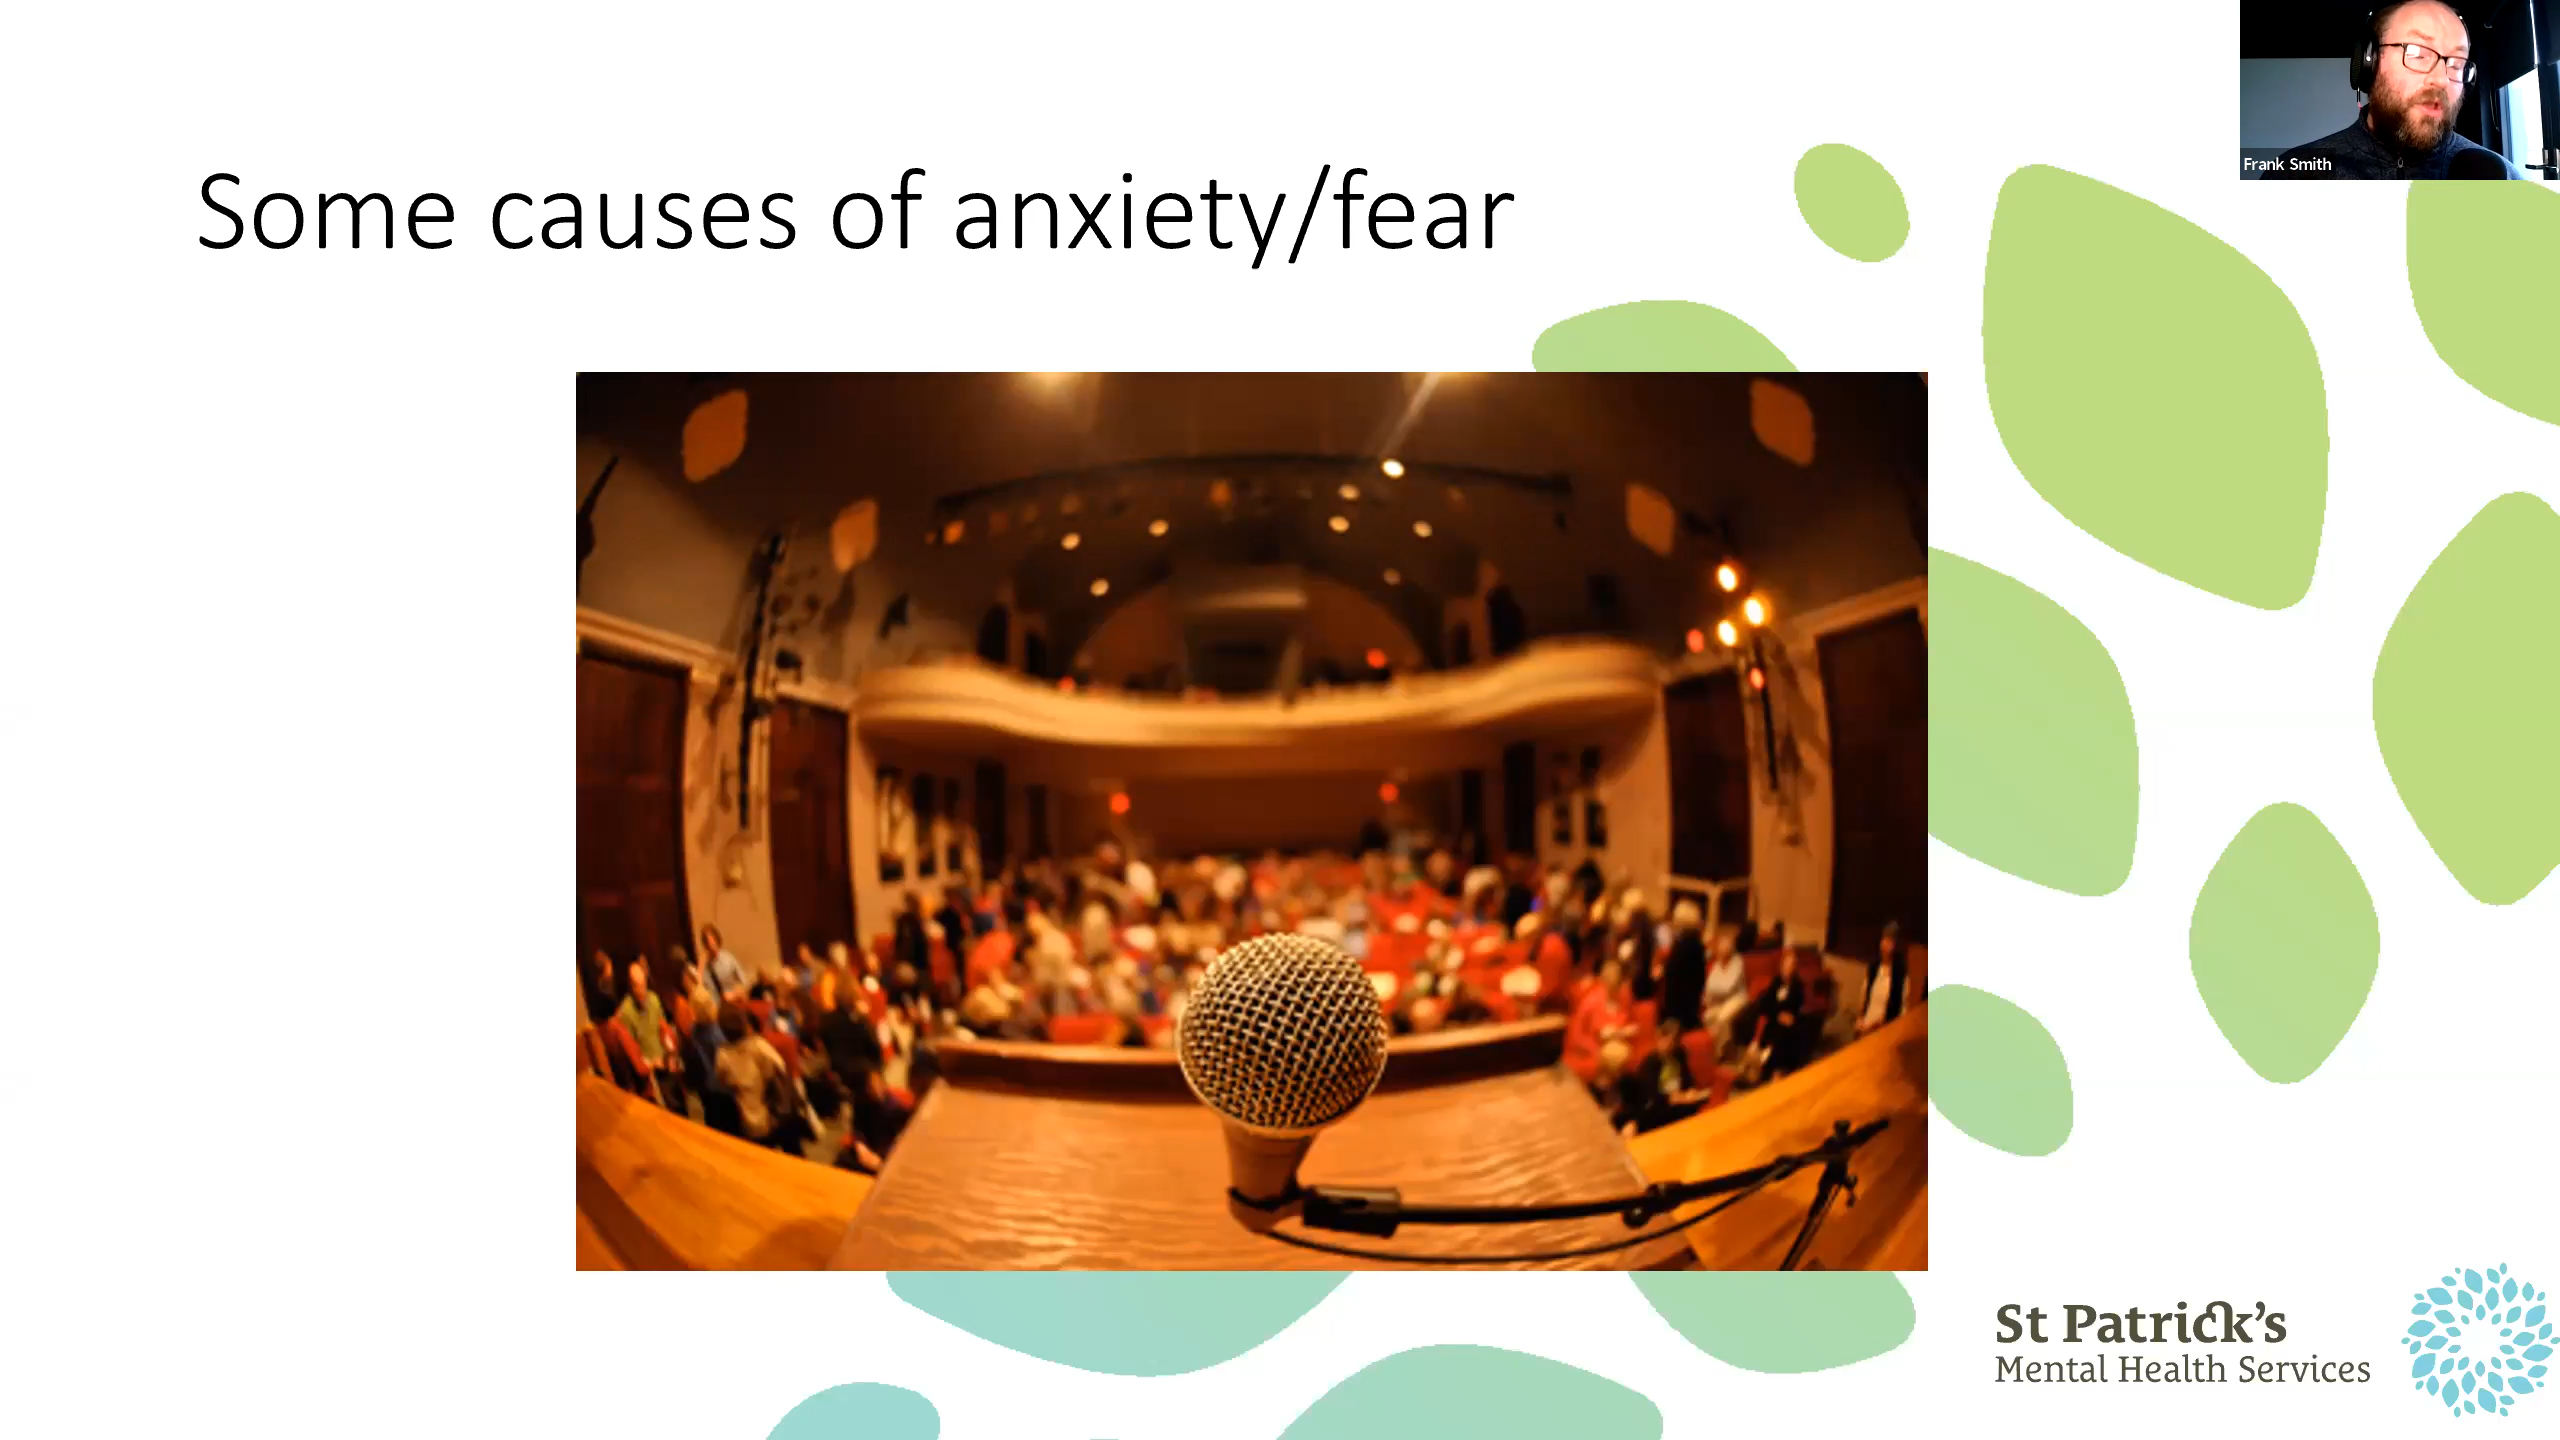 Frank Smith
Some causes of anxiety/fear
St Patrick's
Mental Health Services